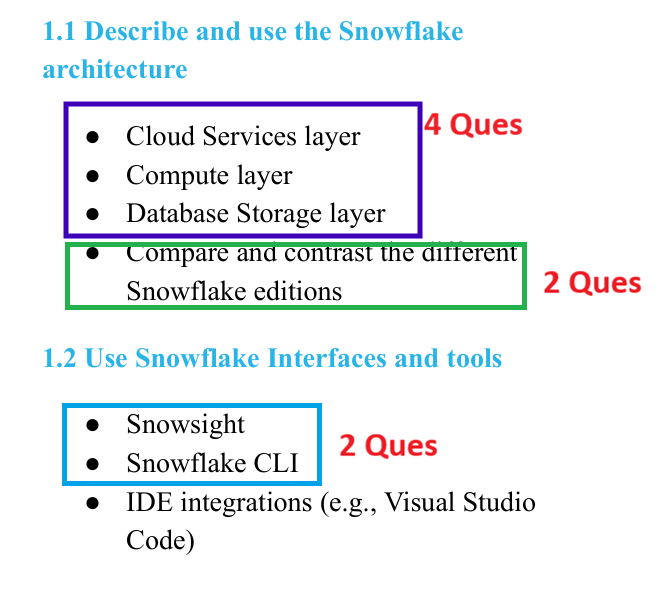 1.1 Describe and use the Snowflake
architecture
● Cloud Services layer
4 Ques
● Compute layer
● Database Storage layer
● Compare and contrast the different
Snowflake editions
2 Ques
1.2 Use Snowflake Interfaces and tools
● Snowsight
● Snowflake CLI
2 Ques
● IDE integrations (e.g., Visual Studio
Code)